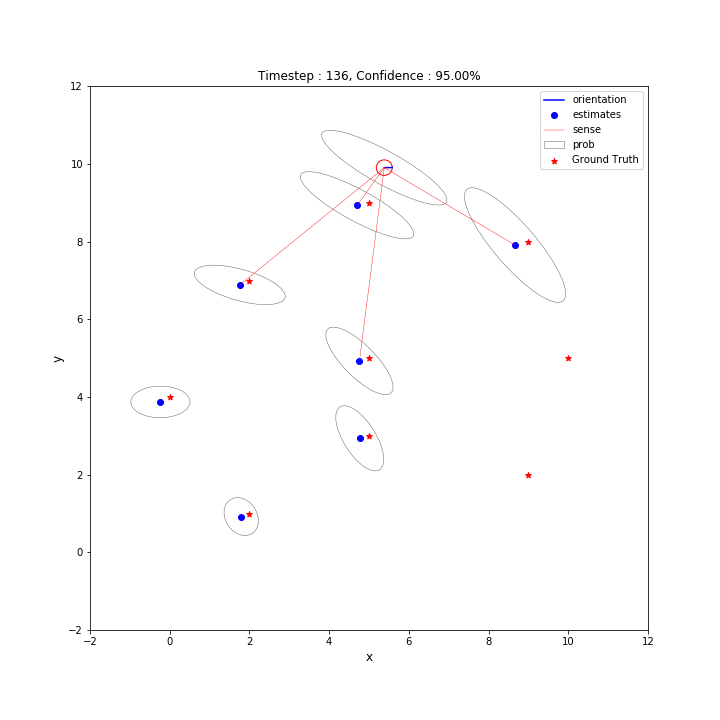 Timestep : 136, Confidence : 95.00%
orientation
estimates
sense
prob
Ground Truth
12
10
8
6
4
2
0
−2
y
−2 0 2 4 6 8 10 12
x